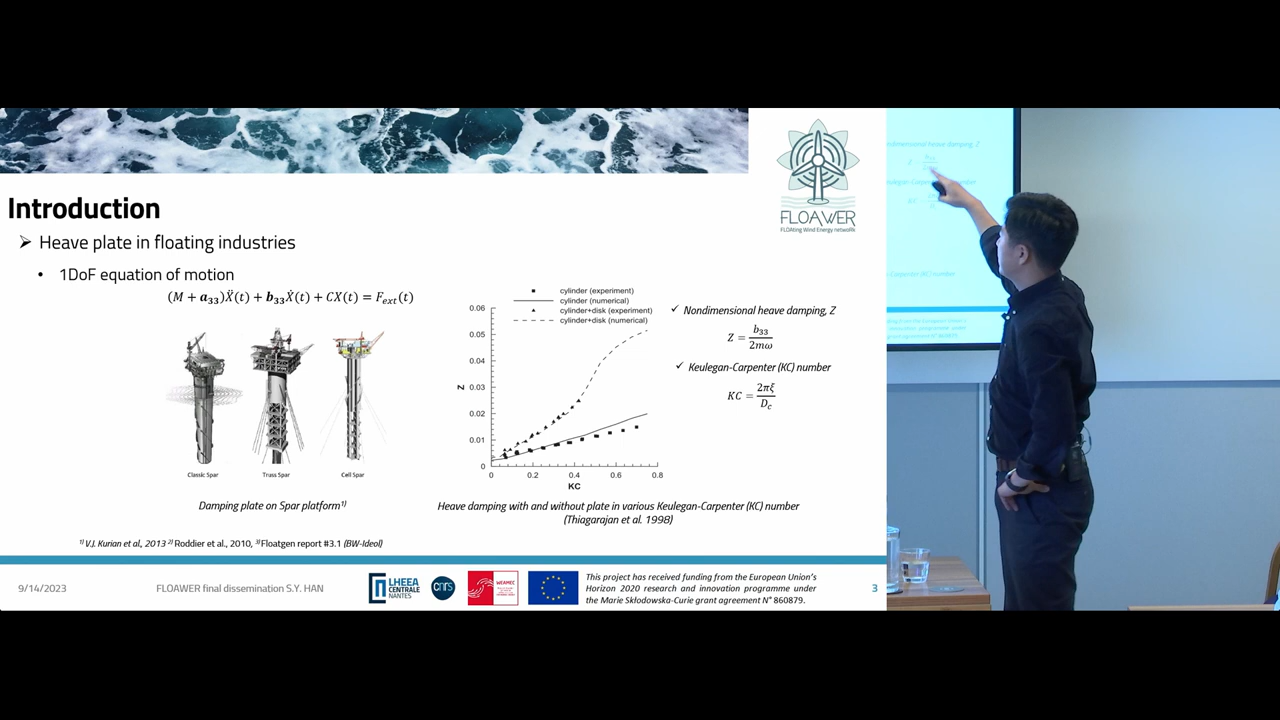 FLOAWER
FLOAting Wind Energy netwoRk
Introduction
➢ Heave plate in floating industries
• 1DoF equation of motion
(M + a₃₃)Ẍ(t) + b₃₃Ẋ(t) + CX(t) = Fₑₓₜ(t)
cylinder (experiment)
cylinder (numerical)
cylinder+disk (experiment)
cylinder+disk (numerical)
0.06
0.05
0.04
0.03
0.02
0.01
0
Z
0 0.2 0.4 0.6 0.8
KC
✓ Nondimensional heave damping, Z
Z = b₃₃ / 2mω
✓ Keulegan-Carpenter (KC) number
KC = 2πξ / D_c
Classic Spar Truss Spar Cell Spar
Damping plate on Spar platform¹⁾
Heave damping with and without plate in various Keulegan-Carpenter (KC) number
(Thiagarajan et al. 1998)
¹⁾ V.J. Kurian et al., 2013 ²⁾ Roddier et al., 2010, ³⁾Floatgen report #3.1 (BW-Ideol)
9/14/2023
FLOAWER final dissemination S.Y. HAN
LHEEA
CENTRALE
NANTES
cnrs
WEAMEC
This project has received funding from the European Union's
Horizon 2020 research and innovation programme under
the Marie Skłodowska-Curie grant agreement N° 860879.
3